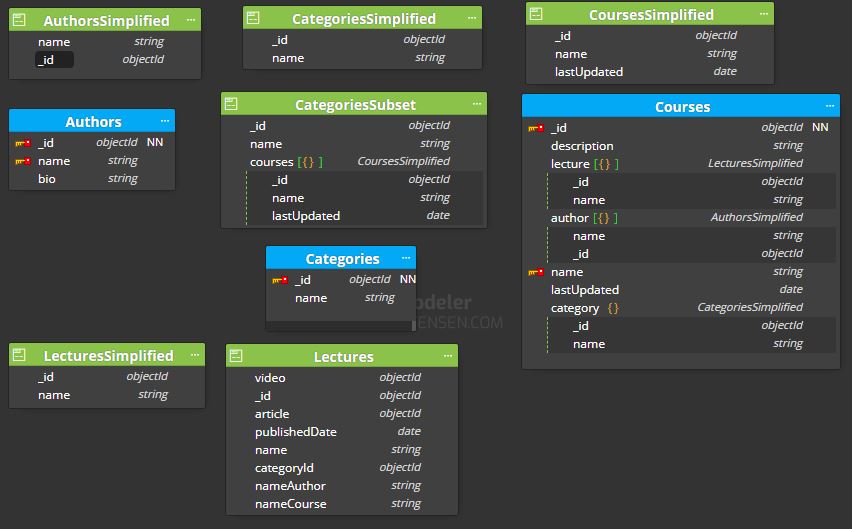 AuthorsSimplified ...
name string
_id objectId
CategoriesSimplified ...
_id objectId
name string
CoursesSimplified ...
_id objectId
name string
lastUpdated date
Authors ...
_id objectId NN
name string
bio string
CategoriesSubset ...
_id objectId
name string
courses [{} ] CoursesSimplified
_id objectId
name string
lastUpdated date
Courses ...
_id objectId NN
description string
lecture [{} ] LecturesSimplified
_id objectId
name string
author [{} ] AuthorsSimplified
name string
_id objectId
name string
lastUpdated date
category {} CategoriesSimplified
_id objectId
name string
Categories ...
_id objectId NN
name string
ENSEN.COM
LecturesSimplified ...
_id objectId
name string
Lectures ...
video objectId
_id objectId
article objectId
publishedDate date
name string
categoryId objectId
nameAuthor string
nameCourse string